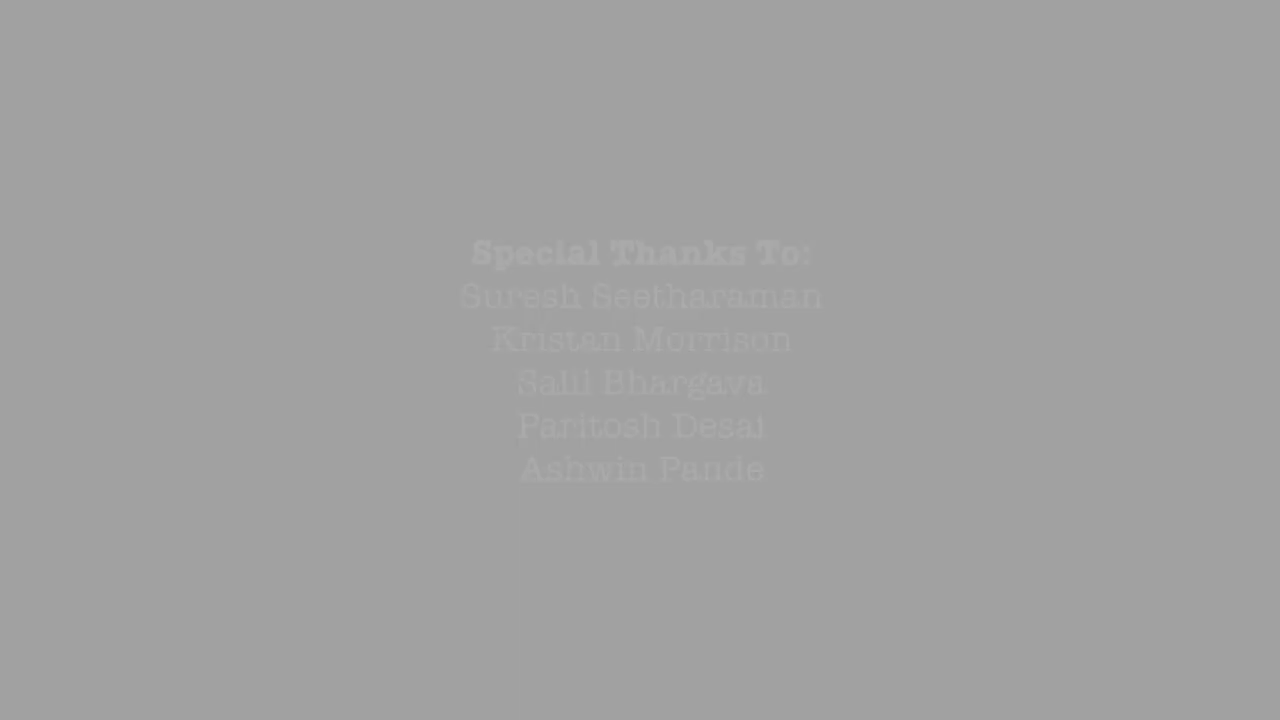 Special Thanks To:
Suresh Seetharaman
Kristan Morrison
Salil Bhargava
Paritosh Desai
Ashwin Pande